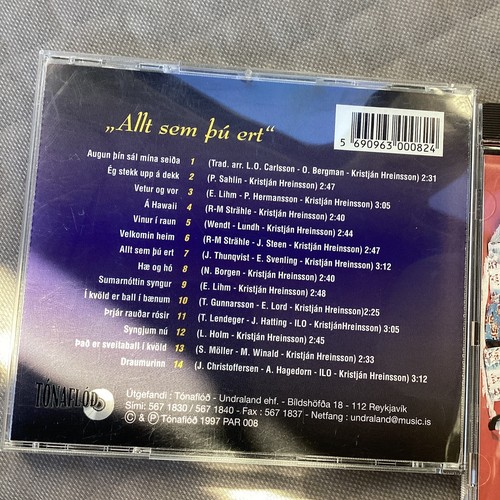 „Allt sem þú ert“
5 690963 000824
Augun þín sál mína seiða 1 (Trad. arr. L.O. Carlsson - O. Bergman - Kristján Hreinsson) 2:31
Ég stekk upp á dekk 2 (P. Sahlin - Kristján Hreinsson) 2:47
Vetur og vor 3 (E. Lihm - P. Hermansson - Kristján Hreinsson) 3:05
Á Hawaii 4 (R-M Strähle - Kristján Hreinsson) 2:40
Vinur í raun 5 (Wendt - Lundh - Kristján Hreinsson) 2:44
Velkomin heim 6 (R-M Strähle - J. Steen - Kristján Hreinsson) 2:47
Allt sem þú ert 7 (J. Thunqvist - E. Svenling - Kristján Hreinsson) 3:12
Hæ og hó 8 (N. Borgen - Kristján Hreinsson) 2:40
Sumarnóttin syngur 9 (E. Lihm - Kristján Hreinsson) 2:48
Í kvöld er ball í bænum 10 (T. Gunnarsson - E. Lord - Kristján Hreinsson)2:25
Þrjár rauðar rósir 11 (T. Lendeger - J. Hatting - ILO - KristjánHreinsson) 3:05
Syngjum nú 12 (L. Holm - Kristján Hreinsson) 2:45
Það er sveitaball í kvöld 13 (S. Möller - M. Winald - Kristján Hreinsson) 2:33
Draumurinn 14 (J. Christoffersen - A. Hagedorn - ILO - Kristján Hreinsson) 3:12
TÓNAFLÓÐ
Útgefandi : Tónaflóð - Undraland ehf. - Bíldshöfða 18 - 112 Reykjavík
Sími: 567 1830 / 567 1840 - Fax : 567 1837 - Netfang : undraland@music.is
© & ℗ Tónaflóð 1997 PAR 008